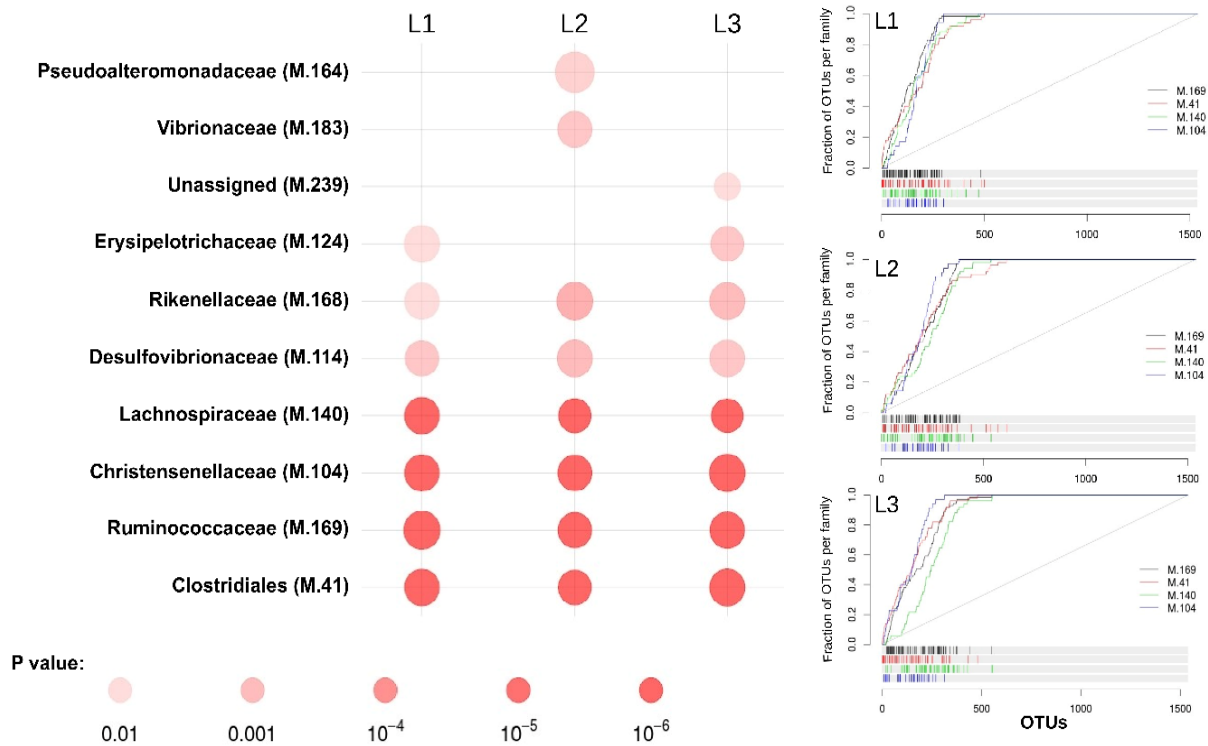 L1 L2 L3
Pseudoalteromonadaceae (M.164)
Vibrionaceae (M.183)
Unassigned (M.239)
Erysipelotrichaceae (M.124)
Rikenellaceae (M.168)
Desulfovibrionaceae (M.114)
Lachnospiraceae (M.140)
Christensenellaceae (M.104)
Ruminococcaceae (M.169)
Clostridiales (M.41)
P value:
0.01 0.001 10⁻⁴ 10⁻⁵ 10⁻⁶
L1
Fraction of OTUs per family
0.0 0.2 0.4 0.6 0.8 1.0
M.169
M.41
M.140
M.104
0 500 1000 1500
L2
Fraction of OTUs per family
0.0 0.2 0.4 0.6 0.8 1.0
M.169
M.41
M.140
M.104
0 500 1000 1500
L3
Fraction of OTUs per family
0.0 0.2 0.4 0.6 0.8 1.0
M.169
M.41
M.140
M.104
0 500 1000 1500
OTUs